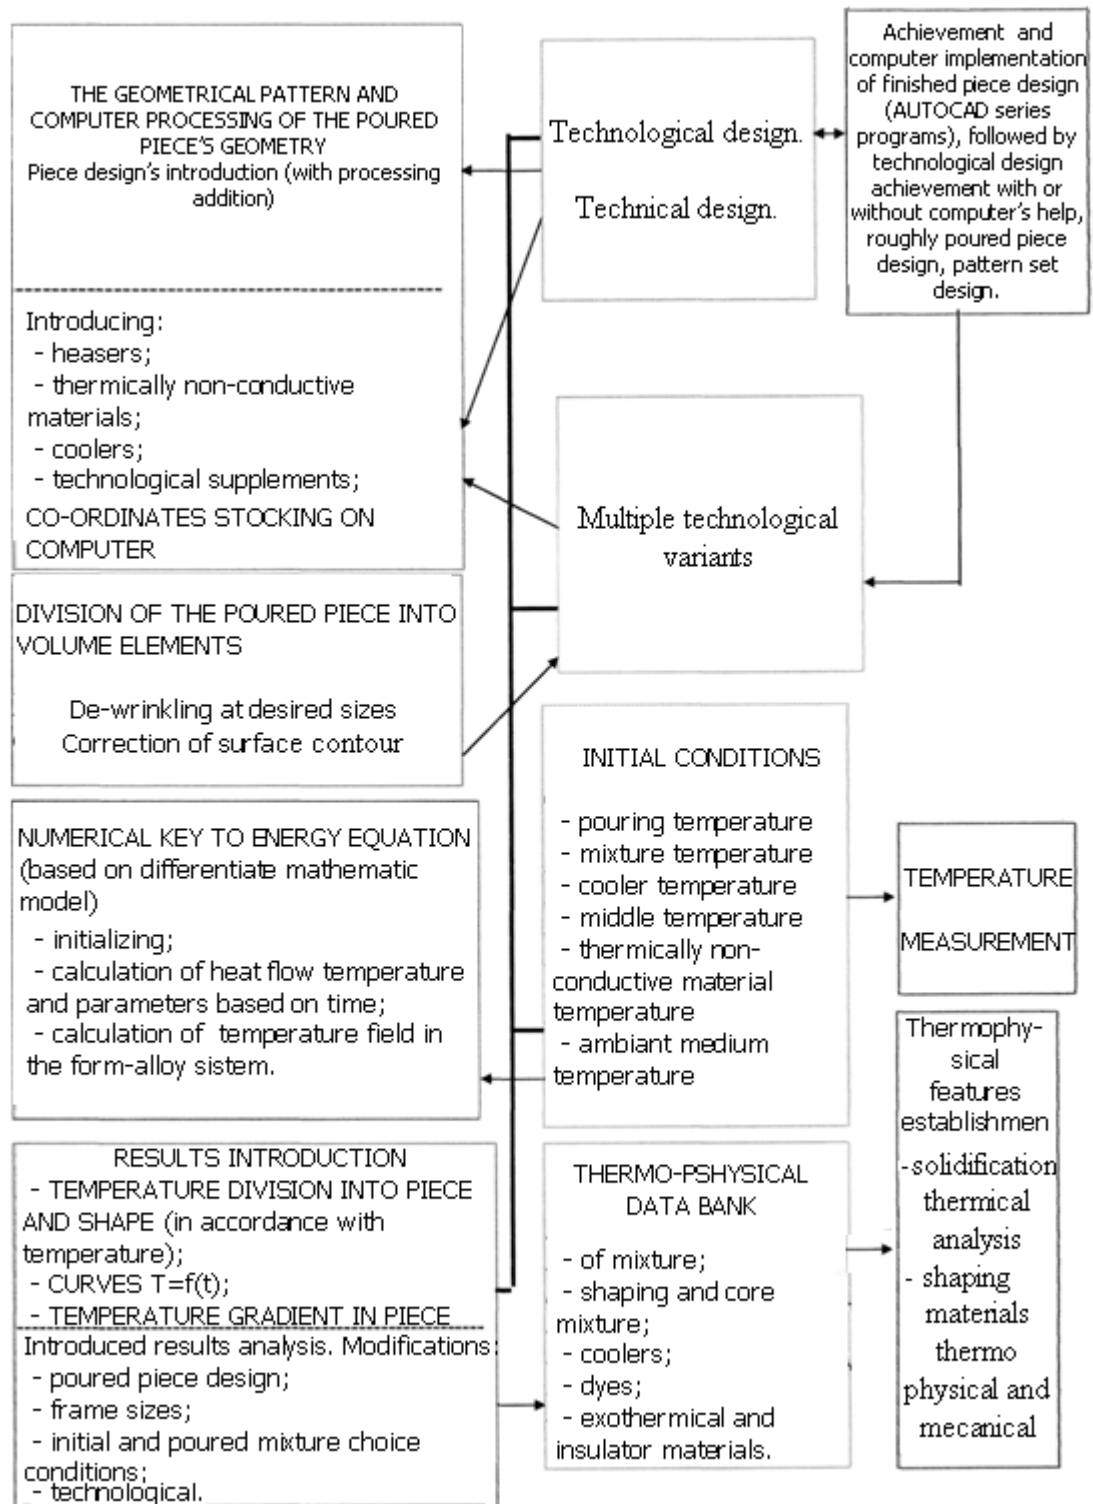 THE GEOMETRICAL PATTERN AND
COMPUTER PROCESSING OF THE POURED
PIECE'S GEOMETRY
Piece design's introduction (with processing
addition)
Introducing:
- heasers;
- thermically non-conductive
materials;
- coolers;
- technological supplements;
CO-ORDINATES STOCKING ON
COMPUTER
Technological design.
Technical design.
Achievement and
computer implementation
of finished piece design
(AUTOCAD series
programs), followed by
technological design
achievement with or
without computer's help,
roughly poured piece
design, pattern set
design.
Multiple technological
variants
DIVISION OF THE POURED PIECE INTO
VOLUME ELEMENTS
De-wrinkling at desired sizes
Correction of surface contour
NUMERICAL KEY TO ENERGY EQUATION
(based on differentiate mathematic
model)
- initializing;
- calculation of heat flow temperature
and parameters based on time;
- calculation of temperature field in
the form-alloy sistem.
INITIAL CONDITIONS
- pouring temperature
- mixture temperature
- cooler temperature
- middle temperature
- thermically non-
conductive material
temperature
- ambiant medium
temperature
TEMPERATURE
MEASUREMENT
RESULTS INTRODUCTION
- TEMPERATURE DIVISION INTO PIECE
AND SHAPE (in accordance with
temperature);
- CURVES T=f(t);
- TEMPERATURE GRADIENT IN PIECE
Introduced results analysis. Modifications:
- poured piece design;
- frame sizes;
- initial and poured mixture choice
conditions;
- technological.
THERMO-PSHYSICAL
DATA BANK
- of mixture;
- shaping and core
mixture;
- coolers;
- dyes;
- exothermical and
insulator materials.
Thermophy-
sical
features
establishmen
-solidification
thermical
analysis
- shaping
materials
thermo
physical and
mecanical